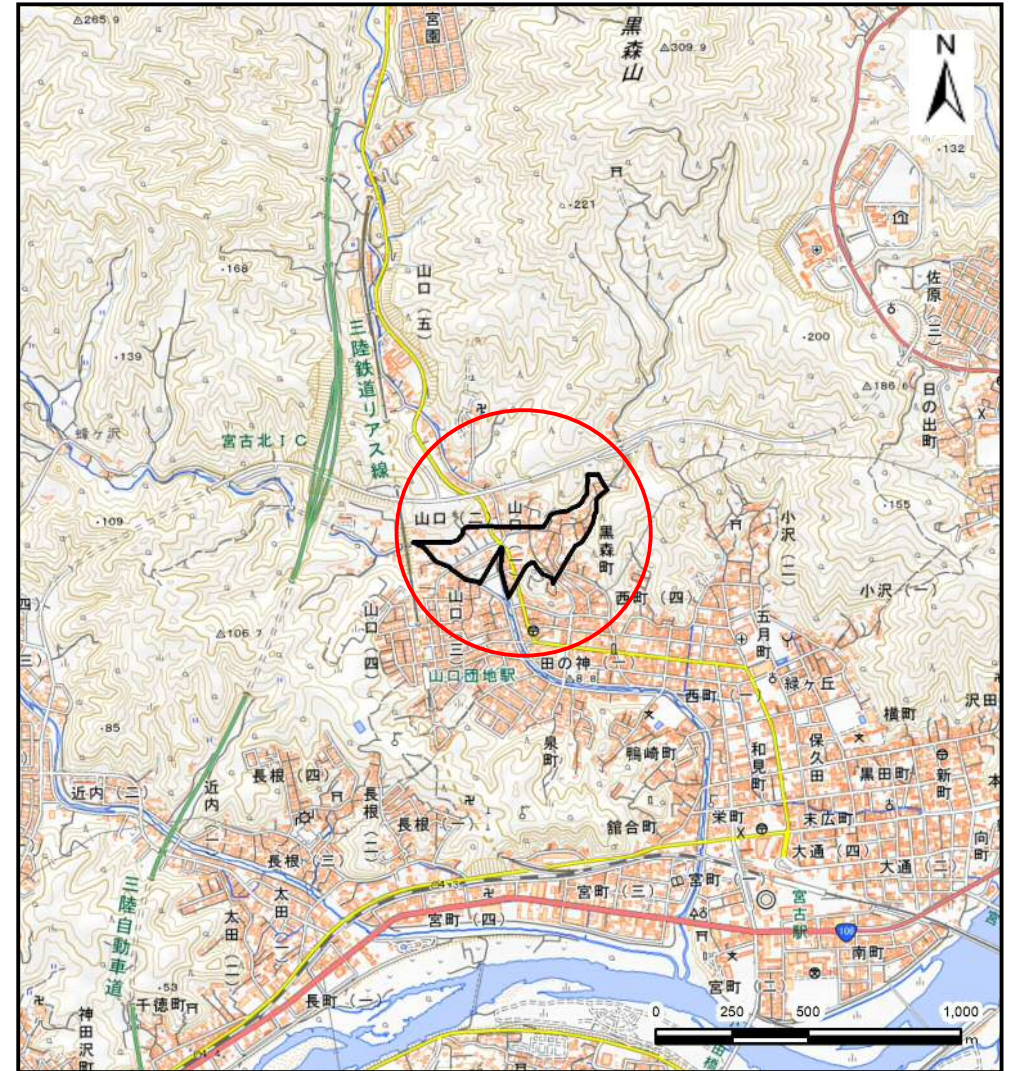 △265.9
宮園
黒森山
△309.9
N
・132
・221
山口(五)
佐原(三)
・168
三陸鉄道リアス線
・200
・139
△186.6
日の出町
蜂ヶ沢
宮古北IC
・155
・109
山口(二)
山口
黒森町
小沢(二)
小沢(一)
西町(四)
五月町
△106.7
山口(四)
山口(三)
田の神(一)
山口団地駅
△8.8
緑ヶ丘
西町(一)
沢田
横町
・85
泉町
鴨崎町
和見町
保久田
黒田町
新町
近内(二)
近内(一)
長根(四)
長根(二)
長根(一)
栄町
末広町
向町
舘合町
長根(三)
大通(四)
大通(二)
太田(一)
太田(二)
宮町(三)
宮町(一)
宮町(四)
宮古駅
106
南町
三陸自動車道
・53
千徳町
長町(一)
宮町(二)
神田沢町
0
250
500
1,000
m